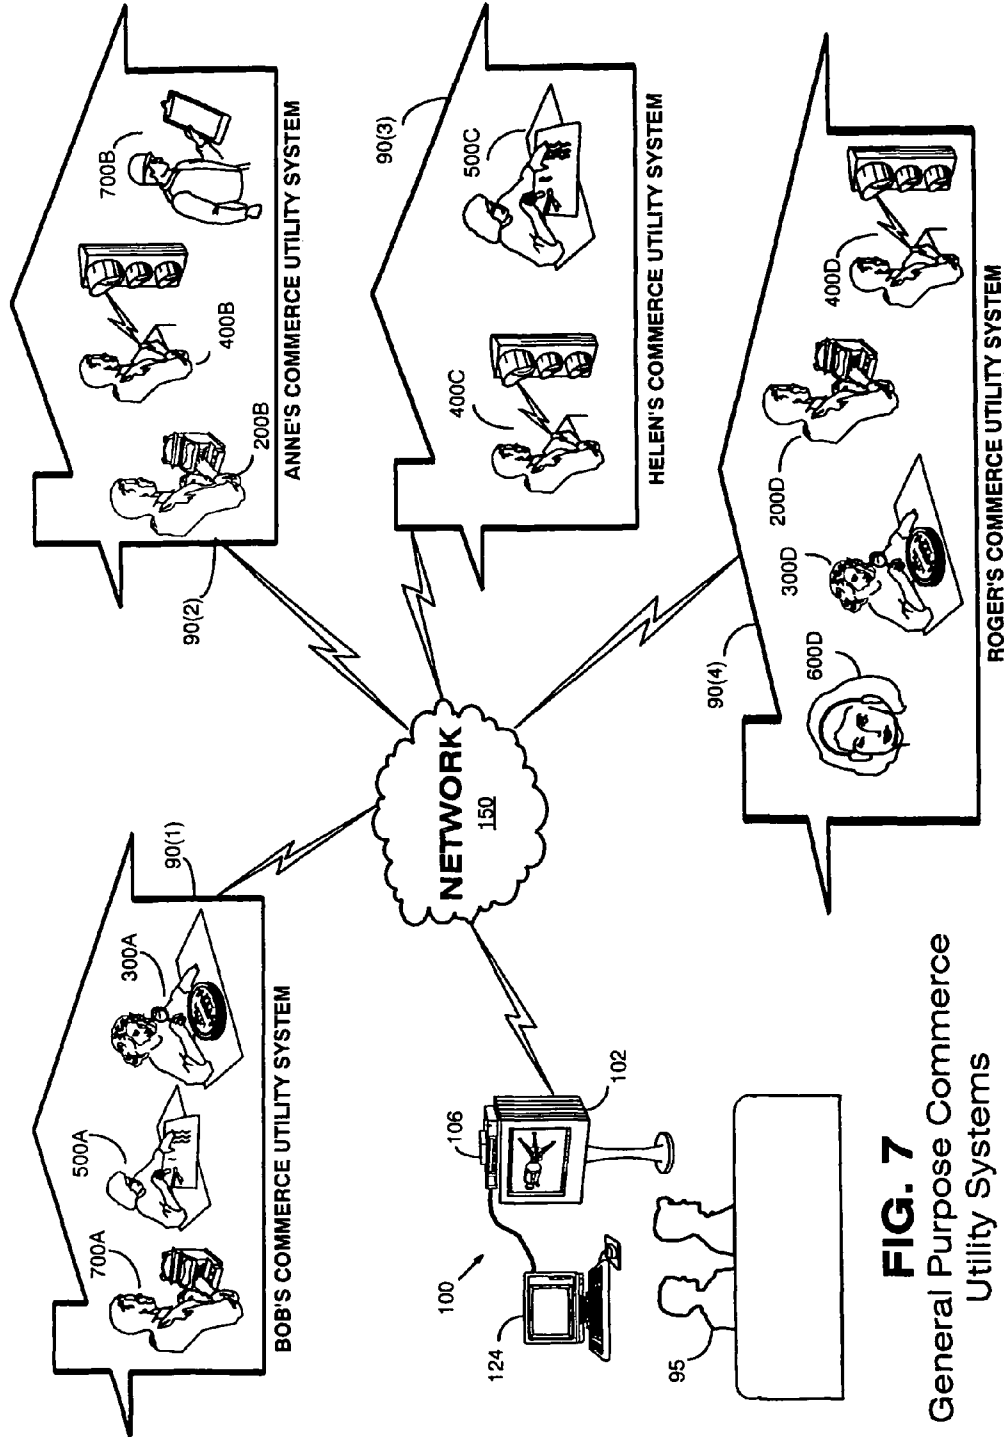 700A
500A
300A
90(1)
BOB'S COMMERCE UTILITY SYSTEM
200B
400B
700B
90(2)
ANNE'S COMMERCE UTILITY SYSTEM
90(3)
400C
500C
HELEN'S COMMERCE UTILITY SYSTEM
NETWORK
150
100
106
102
124
95
90(4)
600D
300D
200D
400D
ROGER'S COMMERCE UTILITY SYSTEM
FIG. 7
General Purpose Commerce
Utility Systems